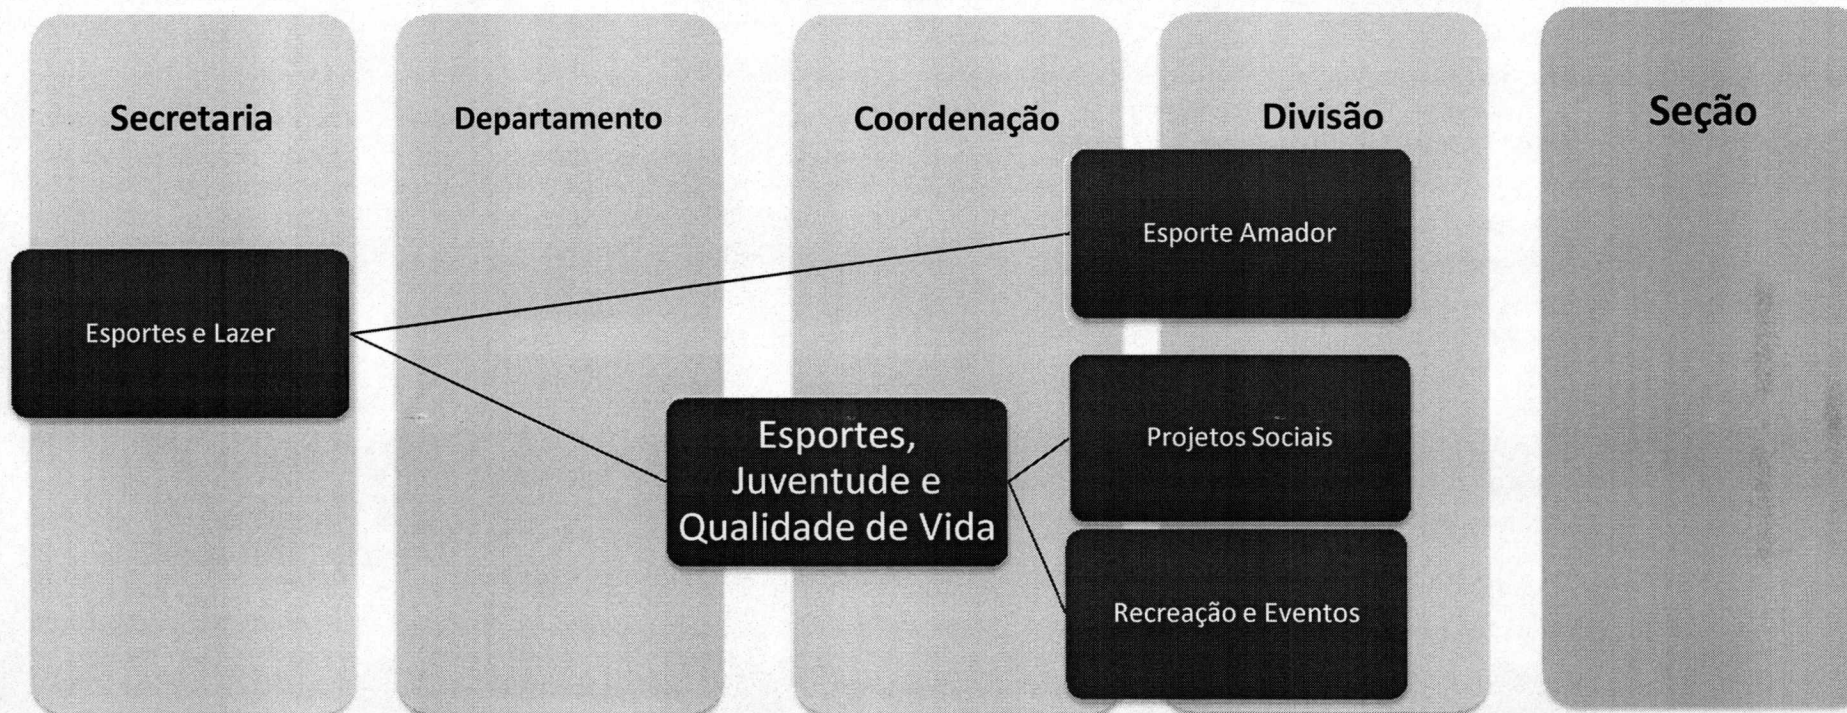 Secretaria
Departamento
Coordenação
Divisão
Seção
Esportes e Lazer
Esportes,
Juventude e
Qualidade de Vida
Esporte Amador
Projetos Sociais
Recreação e Eventos